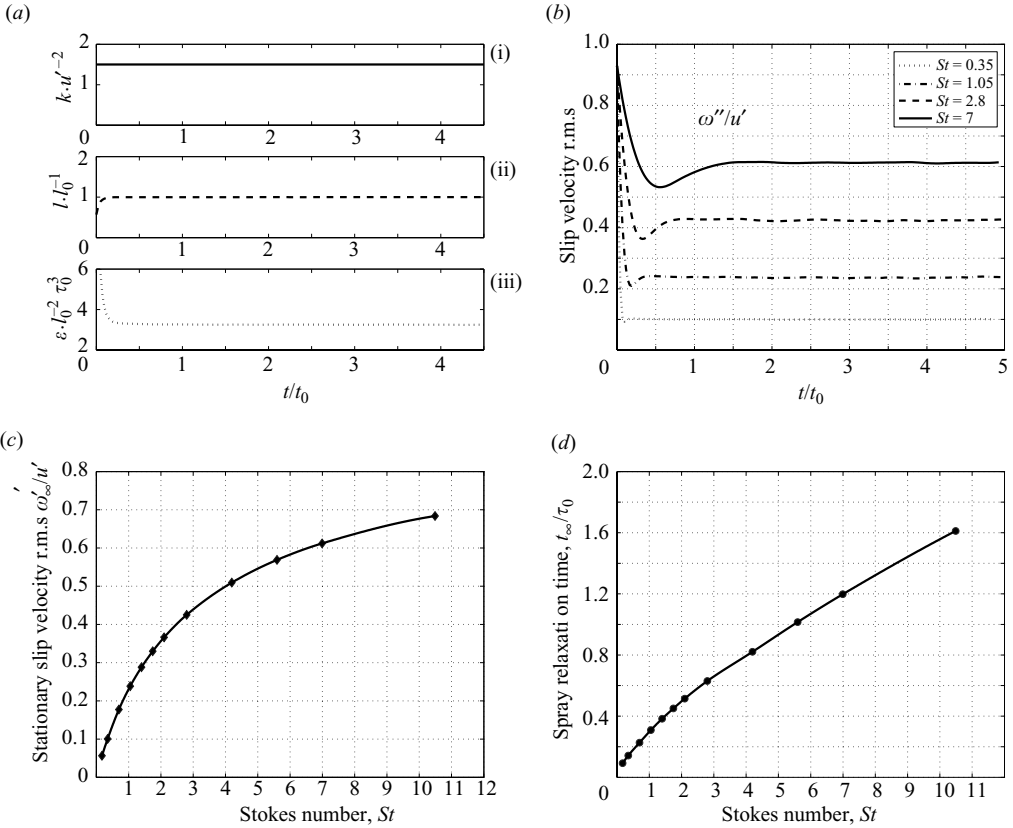 (a)
2
1
0
k·u′⁻²
(i)
1 2 3 4
2
1
0
l·l₀⁻¹
(ii)
1 2 3 4
6
4
2
0
ε·l₀⁻² τ₀³
(iii)
1 2 3 4
t/t₀
(b)
1.0
0.8
0.6
0.4
0.2
0
Slip velocity r.m.s
ω″/u′
St = 0.35
St = 1.05
St = 2.8
St = 7
1 2 3 4 5
t/t₀
(c)
0.8
0.7
0.6
0.5
0.4
0.3
0.2
0.1
0
Stationary slip velocity r.m.s ω′∞/u′
′
1 2 3 4 5 6 7 8 9 10 11 12
Stokes number, St
(d)
2.0
1.6
1.2
0.8
0.4
0
Spray relaxati on time, t∞/τ₀
1 2 3 4 5 6 7 8 9 10 11
Stokes number, St